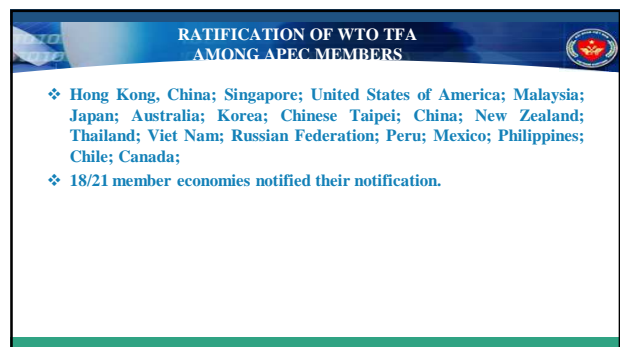 RATIFICATION OF WTO TFA
AMONG APEC MEMBERS
❖ Hong Kong, China; Singapore; United States of America; Malaysia;
Japan; Australia; Korea; Chinese Taipei; China; New Zealand;
Thailand; Viet Nam; Russian Federation; Peru; Mexico; Philippines;
Chile; Canada;
❖ 18/21 member economies notified their notification.